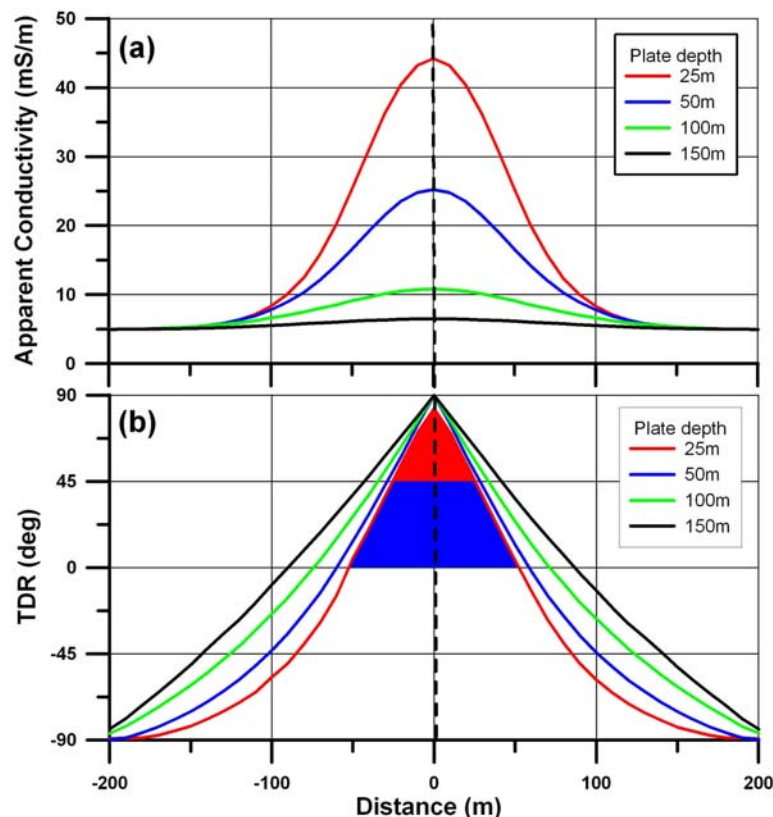 (a)
Apparent Conductivity (mS/m)
50
40
30
20
10
0
Plate depth
25m
50m
100m
150m
(b)
TDR (deg)
90
45
0
-45
-90
Plate depth
25m
50m
100m
150m
-200
-100
0
100
200
Distance (m)